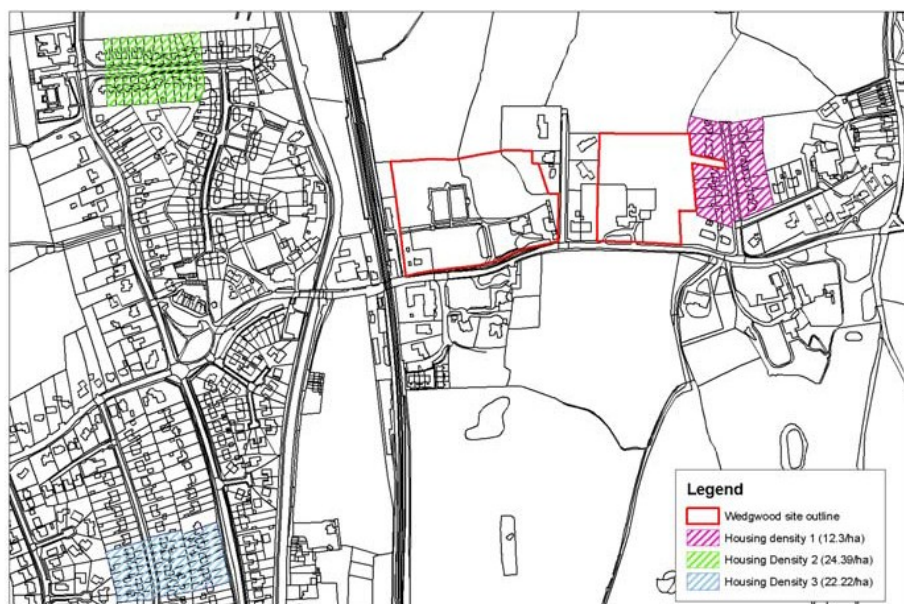 Legend
Wedgwood site outline
Housing density 1 (12.3/ha)
Housing Density 2 (24.39/ha)
Housing Density 3 (22.22/ha)